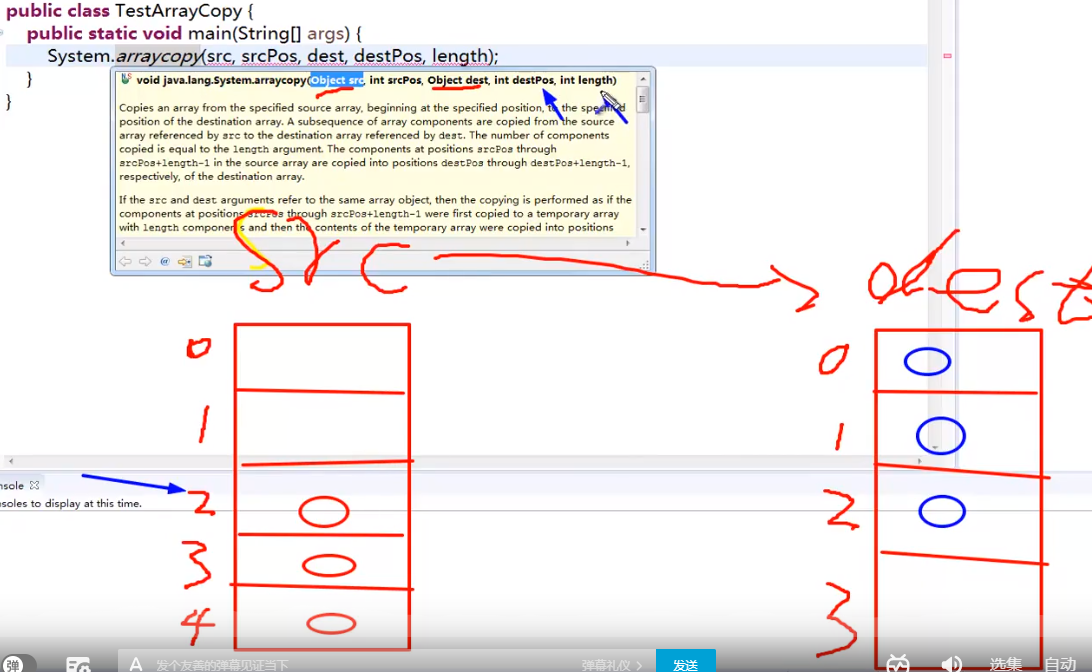 public class TestArrayCopy {
public static void main(String[] args) {
System.arraycopy(src, srcPos, dest, destPos, length);
}
}
void java.lang.System.arraycopy(Object src, int srcPos, Object dest, int destPos, int length)
Copies an array from the specified source array, beginning at the specified position, to the specified
position of the destination array. A subsequence of array components are copied from the source
array referenced by src to the destination array referenced by dest. The number of components
copied is equal to the length argument. The components at positions srcPos through
srcPos+length-1 in the source array are copied into positions destPos through destPos+length-1,
respectively, of the destination array.
If the src and dest arguments refer to the same array object, then the copying is performed as if the
components at positions srcPos through srcPos+length-1 were first copied to a temporary array
with length components and then the contents of the temporary array were copied into positions
@
src dest
0 0
1 1
nsole
nsoles to display at this time.
2 2
3
4 3
弹 A 发个友善的弹幕见证当下 弹幕礼仪 > 发送 选集 自动